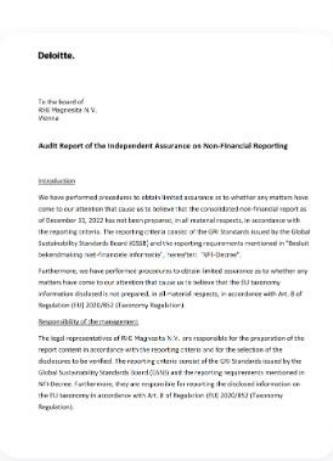 Deloitte.
To the board of
RHI Magnesita N.V.
Vienna
Audit Report of the Independent Assurance on Non-Financial Reporting
Introduction
We have performed procedures to obtain limited assurance as to whether any matters have
come to our attention that cause us to believe that the consolidated non-financial report as
of December 31, 2022 has not been prepared, in all material respects, in accordance with
the reporting criteria. The reporting criteria consist of the GRI Standards issued by the Global
Sustainability Standards Board (GSSB) and the reporting requirements mentioned in "Besluit
bekendmaking niet-financiële informatie", hereafter: "NFI-Decree".
Furthermore, we have performed procedures to obtain limited assurance as to whether any
matters have come to our attention that cause us to believe that the EU taxonomy
information disclosed is not prepared, in all material respects, in accordance with Art. 8 of
Regulation (EU) 2020/852 (Taxonomy Regulation).
Responsibility of the management
The legal representatives of RHI Magnesita N.V. are responsible for the preparation of the
report content in accordance with the reporting criteria and for the selection of the
disclosures to be verified. The reporting criteria consist of the GRI Standards issued by the
Global Sustainability Standards Board (GSSB) and the reporting requirements mentioned in
NFI-Decree. Furthermore, they are responsible for reporting the disclosed information on
the EU taxonomy in accordance with Art. 8 of Regulation (EU) 2020/852 (Taxonomy
Regulation).